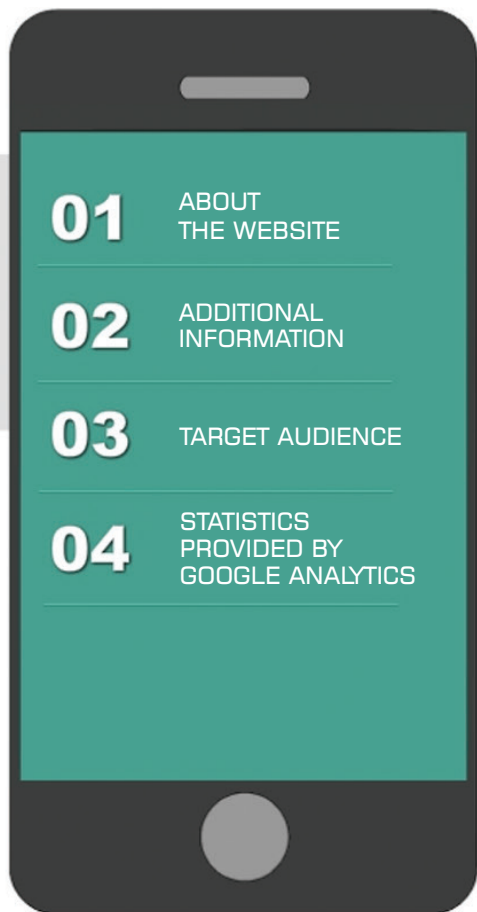 01 ABOUT
THE WEBSITE
02 ADDITIONAL
INFORMATION
03 TARGET AUDIENCE
04 STATISTICS
PROVIDED BY
GOOGLE ANALYTICS